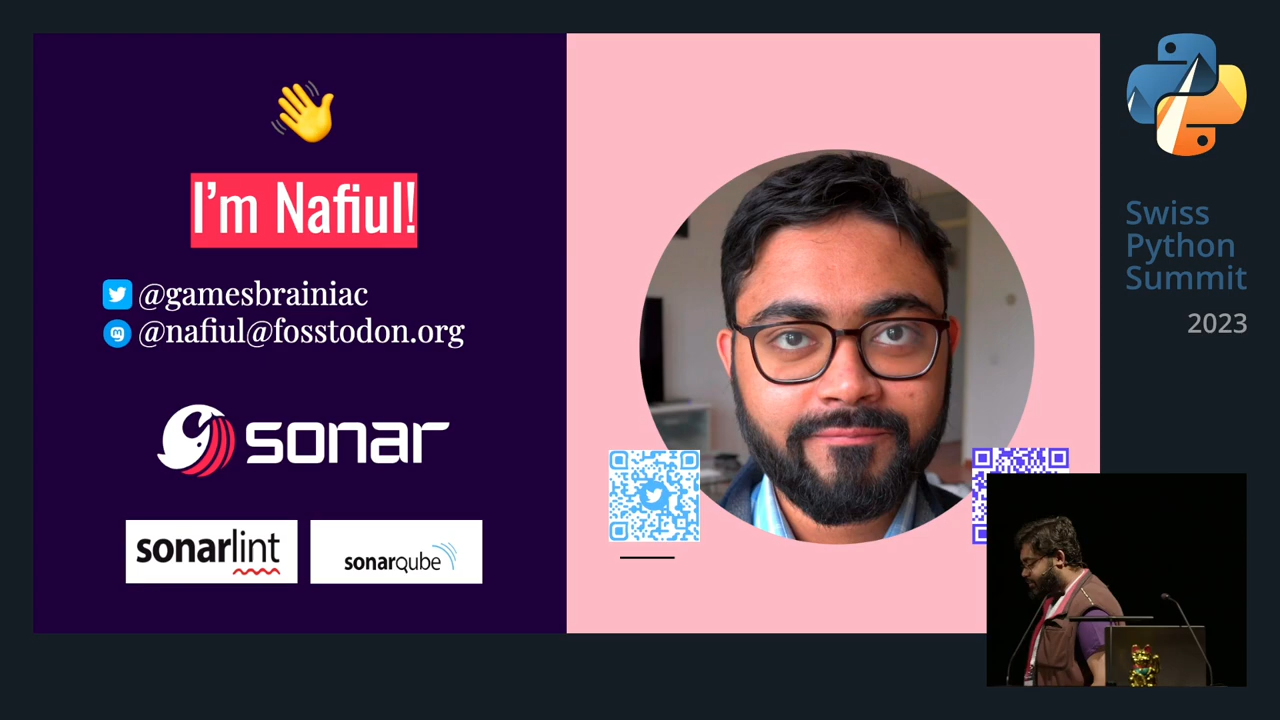 I'm Nafiul!
@gamesbrainiac
@nafiul@fosstodon.org
sonar
sonarlint
sonarqube
Swiss
Python
Summit
2023